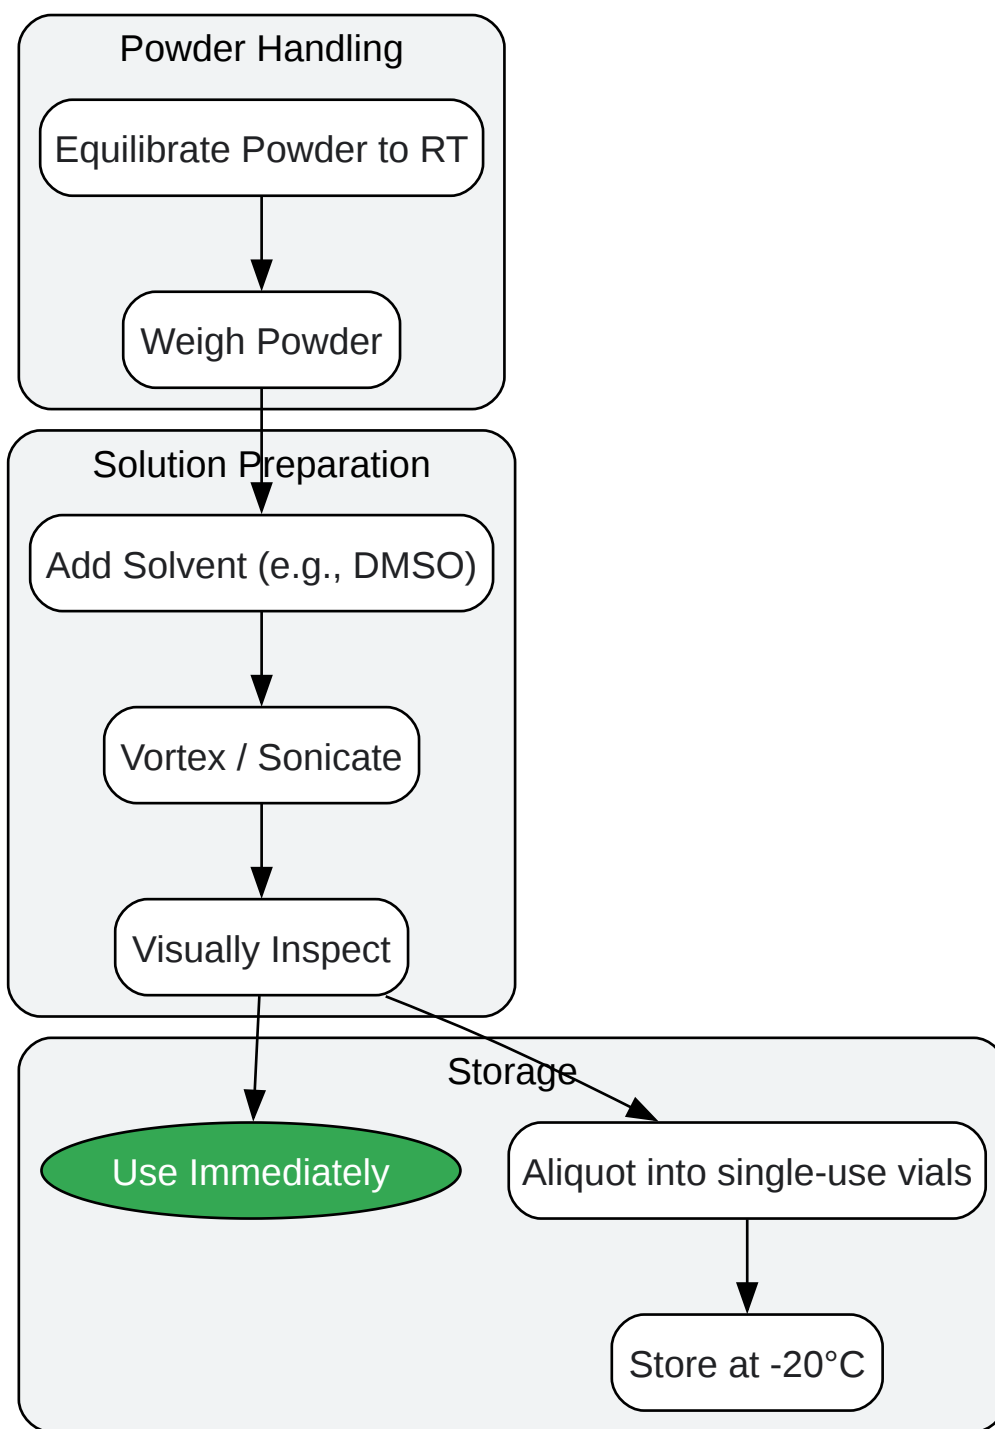 Powder Handling
Equilibrate Powder to RT
Weigh Powder
Solution Preparation
Add Solvent (e.g., DMSO)
Vortex / Sonicate
Visually Inspect
Storage
Use Immediately
Aliquot into single-use vials
Store at -20°C